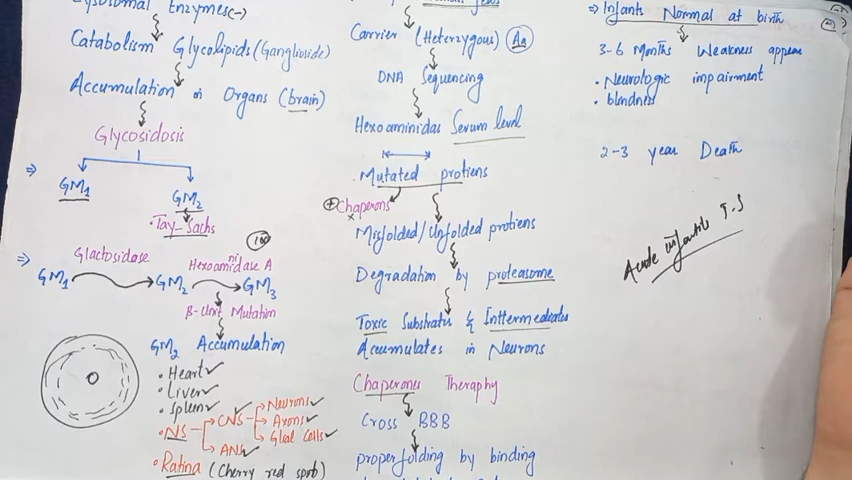 Lysosomal Enzymes(→)
Catabolism Glycolipids (Ganglioside)
Accumulation in Organs (brain)
Glycosidosis
⇒
GM1
GM2
• Tay-Sachs
⇒ Glactosidase
Hexoaminidase A
GM1 GM2 GM3
β-Unit Mutation
GM2 Accumulation
• Heart ✓
• Liver ✓
• Spleen ✓
• NS CNS ✓ Neurons ✓
Axons ✓
Gleal Cells ✓
ANS ✓
• Ratina (Cherry red spot)
Carrier (Heterzygous) Aa
DNA Sequencing
Hexoaminidas Serum level
Mutated protiens
+ Chaperons
Misfolded/Unfolded protiens
Degradation by proteasome
Toxic Substrates & Inttermediates
Accumulates in Neurons
Chaperones Theraphy
Cross BBB
proper folding by binding
⇒ Infants Normal at birth
3-6 Months Weakness appear
• Neurologic impairment
• blindness
2-3 year Death
Acute infantile T-S